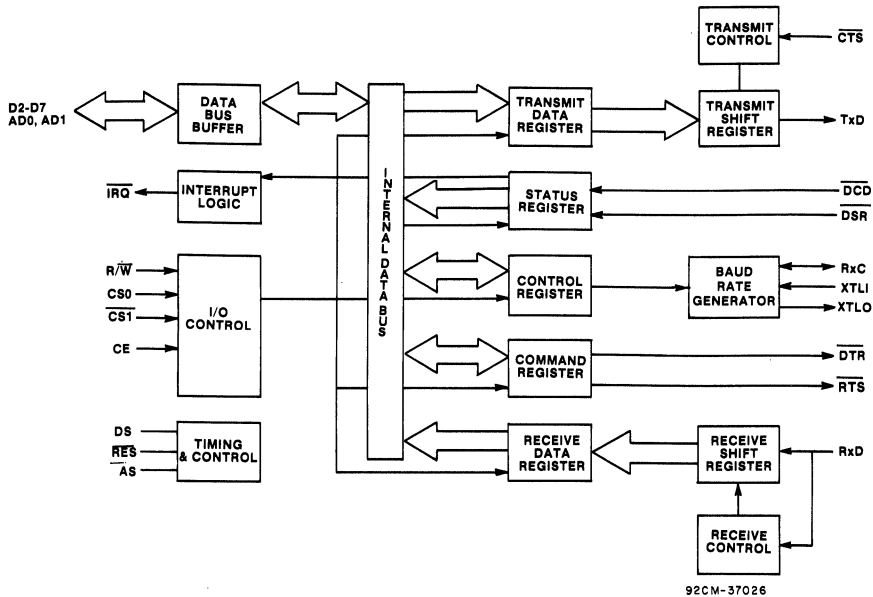 TRANSMIT
CONTROL
CTS
D2-D7
AD0, AD1
DATA
BUS
BUFFER
TRANSMIT
DATA
REGISTER
TRANSMIT
SHIFT
REGISTER
TxD
IRQ
INTERRUPT
LOGIC
INTERNAL DATA BUS
STATUS
REGISTER
DCD
DSR
R/W
CS0
CS1
CE
I/O
CONTROL
CONTROL
REGISTER
BAUD
RATE
GENERATOR
RxC
XTLI
XTLO
COMMAND
REGISTER
DTR
RTS
DS
RES
AS
TIMING
& CONTROL
RECEIVE
DATA
REGISTER
RECEIVE
SHIFT
REGISTER
RxD
RECEIVE
CONTROL
92CM-37026